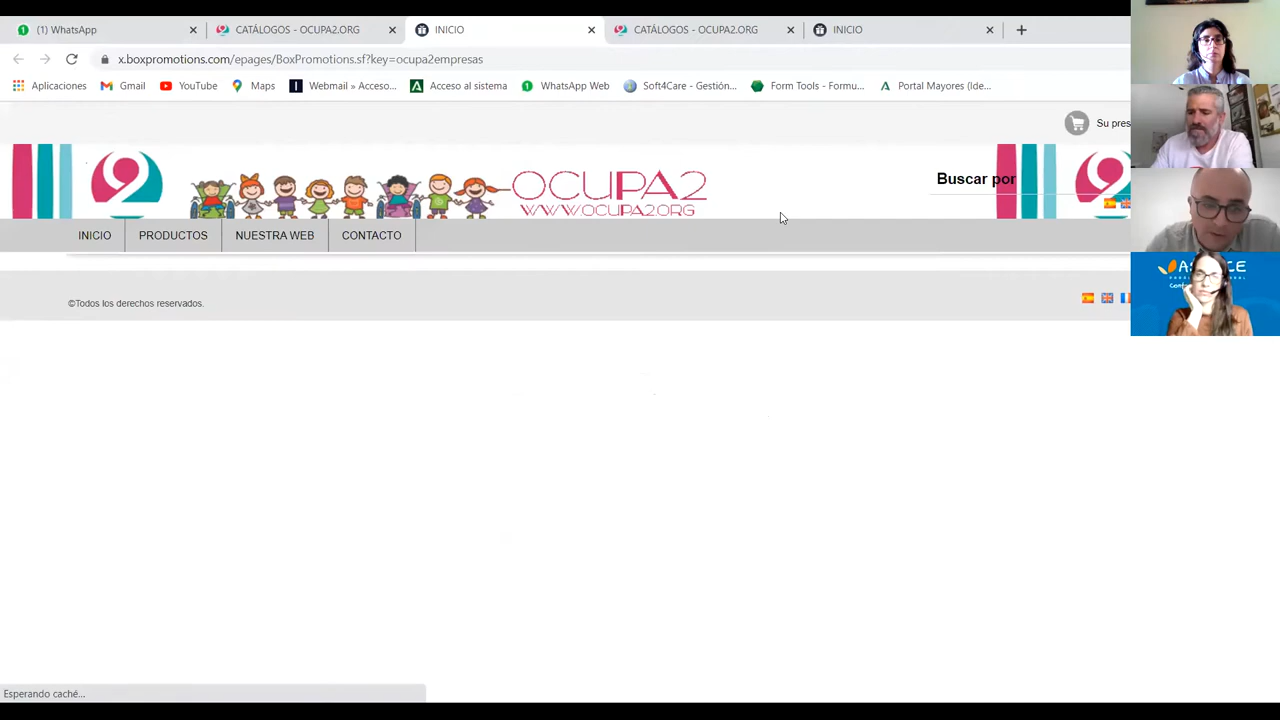 (1) WhatsApp
CATÁLOGOS - OCUPA2.ORG
INICIO
CATÁLOGOS - OCUPA2.ORG
INICIO
x.boxpromotions.com/epages/BoxPromotions.sf?key=ocupa2empresas
Aplicaciones
Gmail
YouTube
Maps
Webmail » Acceso...
Acceso al sistema
WhatsApp Web
Soft4Care - Gestión...
Form Tools - Formu...
Portal Mayores (Ide...
Su pres
OCUPA2
WWW.OCUPA2.ORG
Buscar por
INICIO
PRODUCTOS
NUESTRA WEB
CONTACTO
©Todos los derechos reservados.
Esperando caché...